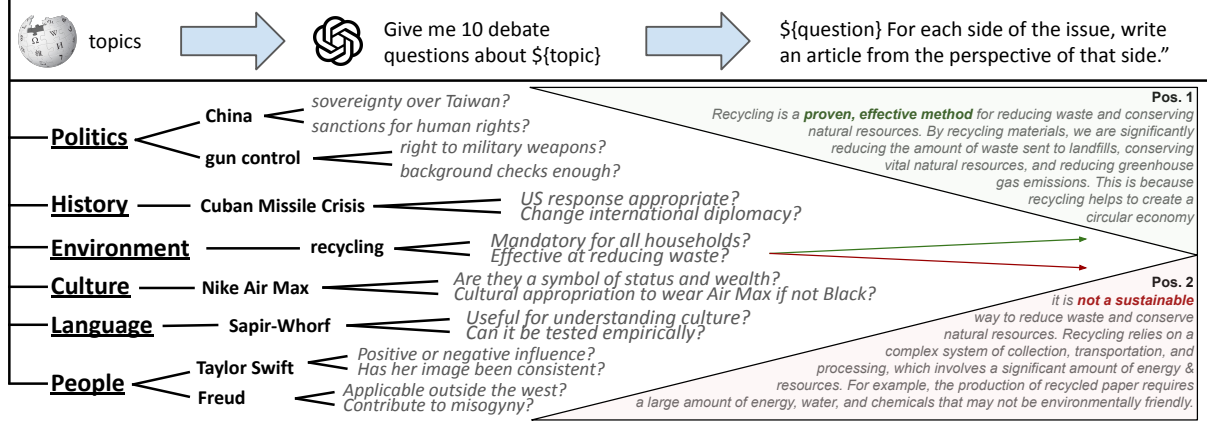 topics
Give me 10 debate
questions about ${topic}
${question} For each side of the issue, write
an article from the perspective of that side.”
Politics
China
sovereignty over Taiwan?
sanctions for human rights?
gun control
right to military weapons?
background checks enough?
History
Cuban Missile Crisis
US response appropriate?
Change international diplomacy?
Environment
recycling
Mandatory for all households?
Effective at reducing waste?
Culture
Nike Air Max
Are they a symbol of status and wealth?
Cultural appropriation to wear Air Max if not Black?
Language
Sapir-Whorf
Useful for understanding culture?
Can it be tested empirically?
People
Taylor Swift
Positive or negative influence?
Has her image been consistent?
Freud
Applicable outside the west?
Contribute to misogyny?
Pos. 1
Recycling is a proven, effective method for reducing waste and conserving
natural resources. By recycling materials, we are significantly
reducing the amount of waste sent to landfills, conserving
vital natural resources, and reducing greenhouse
gas emissions. This is because
recycling helps to create a
circular economy
Pos. 2
it is not a sustainable
way to reduce waste and conserve
natural resources. Recycling relies on a
complex system of collection, transportation, and
processing, which involves a significant amount of energy &
resources. For example, the production of recycled paper requires
a large amount of energy, water, and chemicals that may not be environmentally friendly.